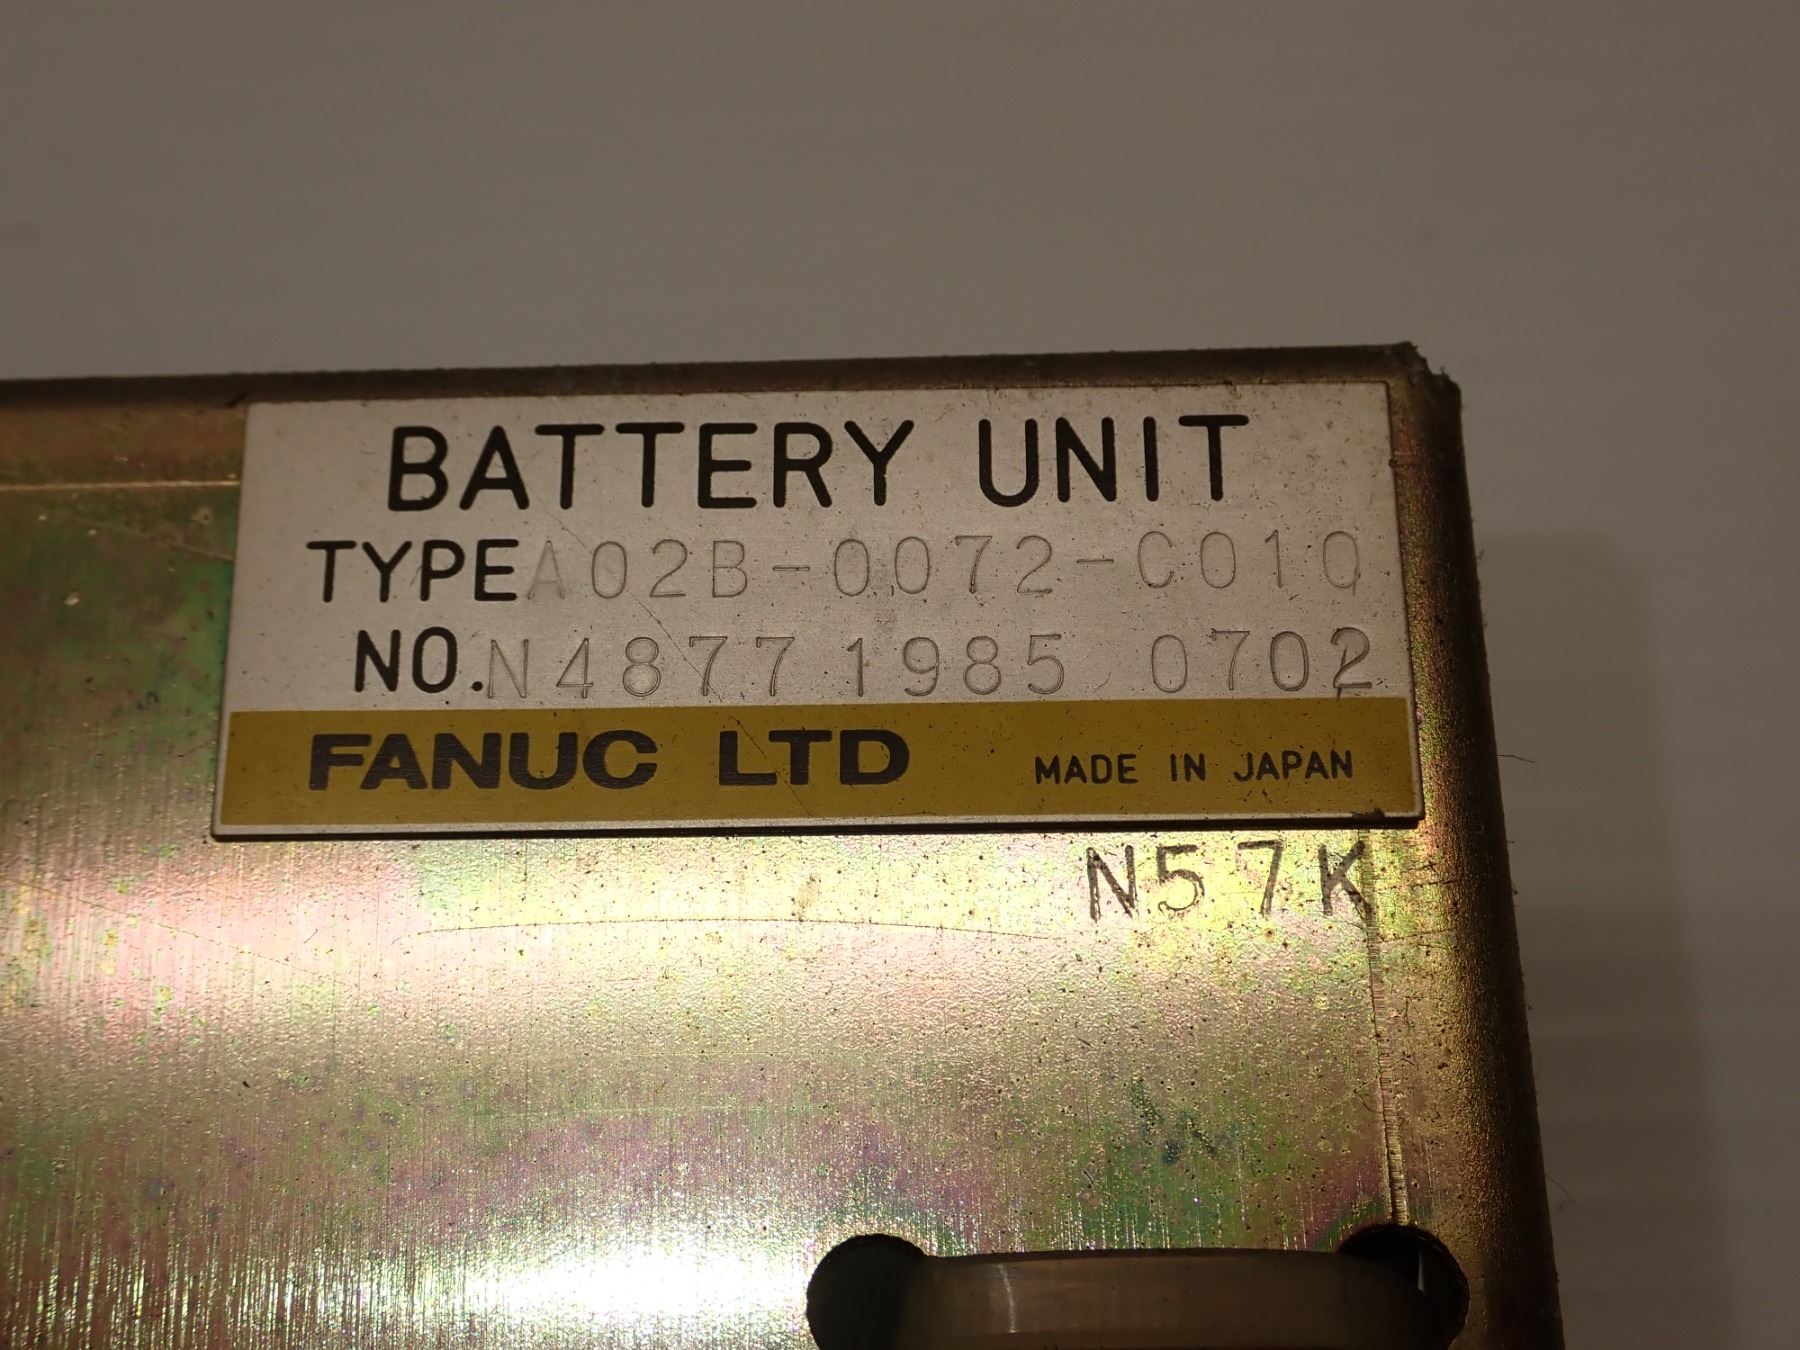 BATTERY UNIT
TYPE A02B-0072-C010
NO. N4877 1985 0702
FANUC LTD MADE IN JAPAN
N57K